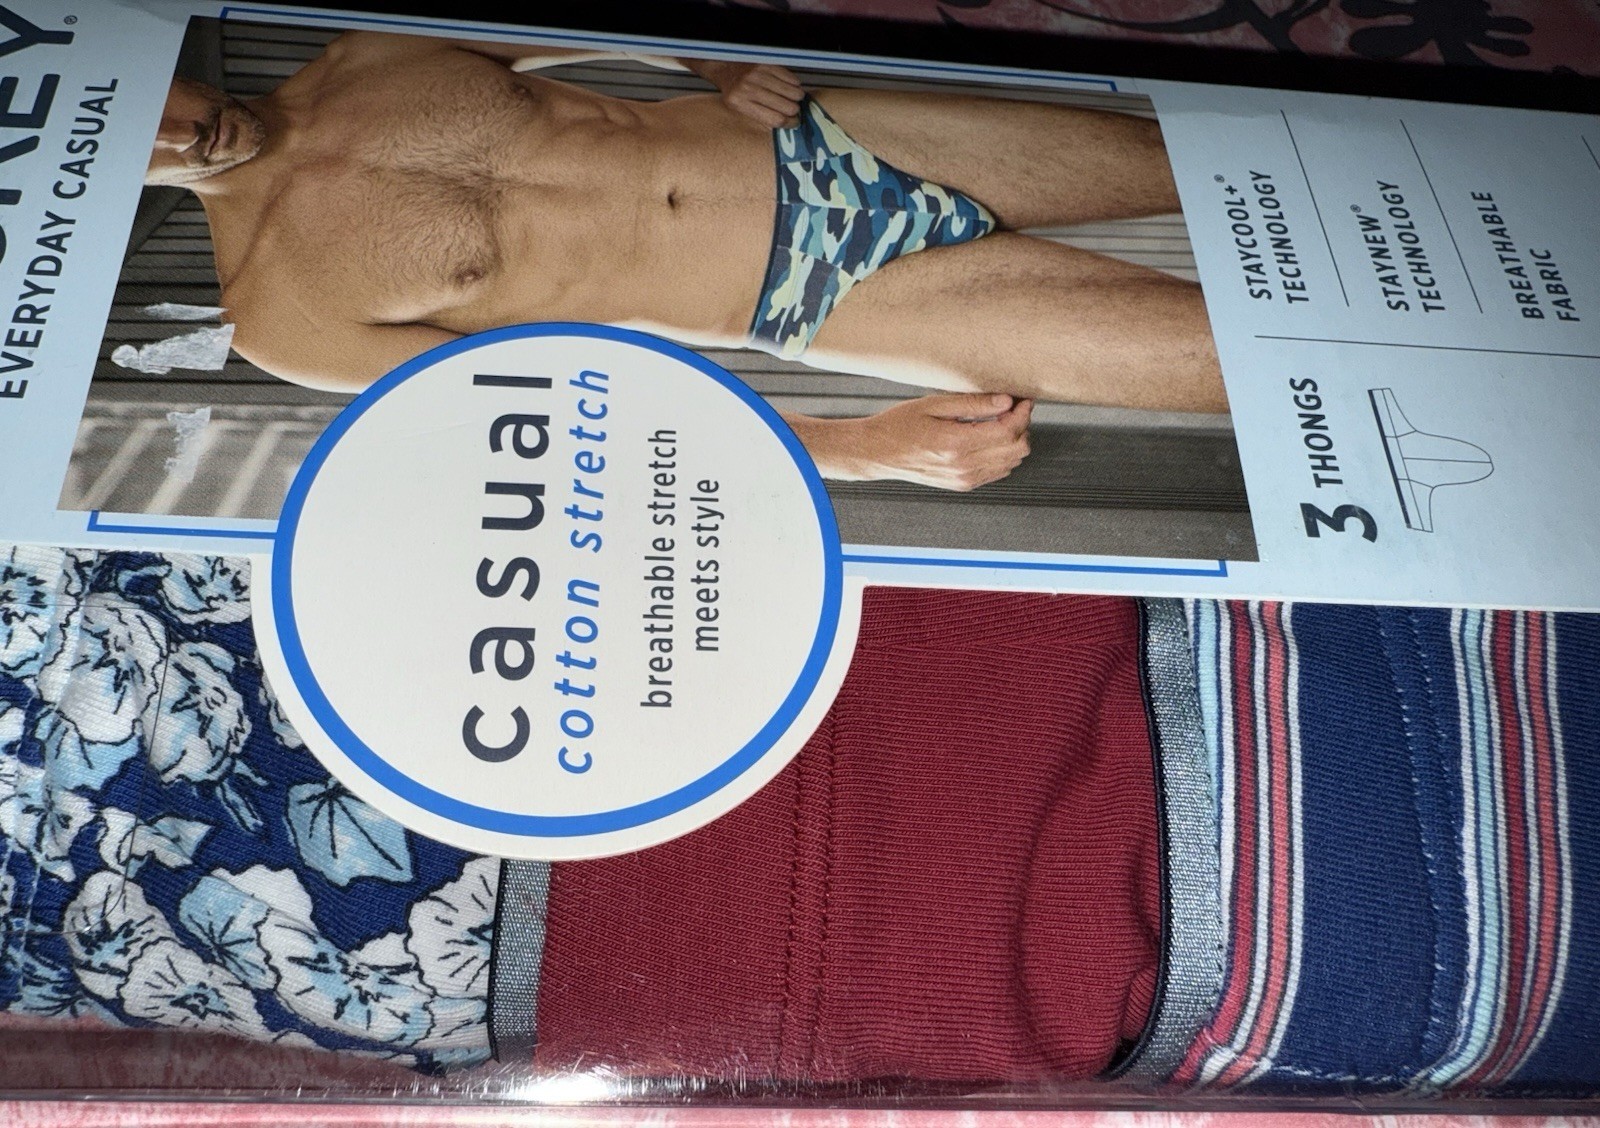 EVERYDAY CASUAL
casual
cotton stretch
breathable stretch
meets style
STAYCOOL+®
TECHNOLOGY
STAYNEW®
TECHNOLOGY
BREATHABLE
FABRIC
3 THONGS